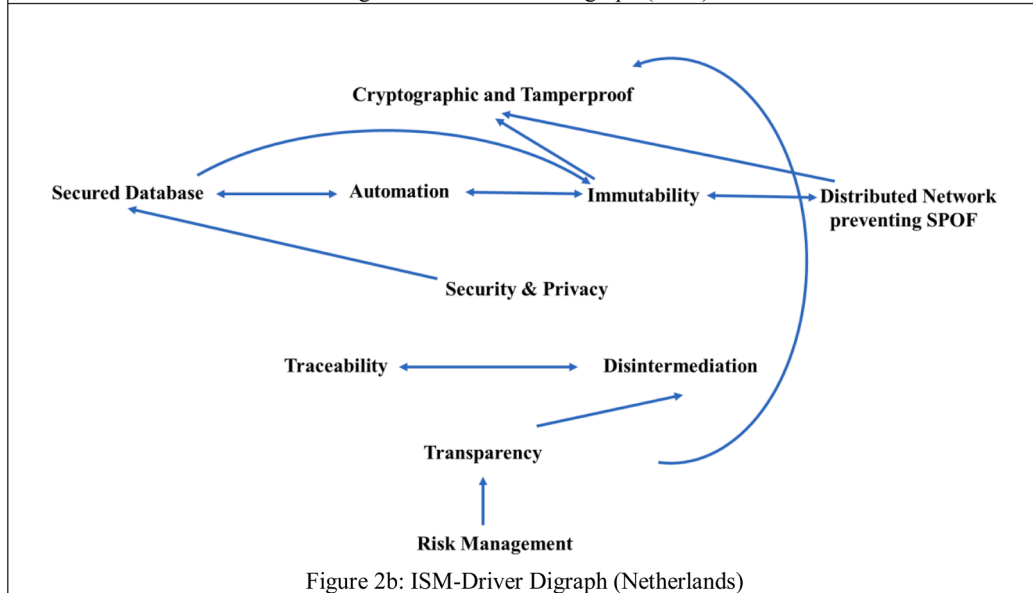 Cryptographic and Tamperproof
Secured Database
Automation
Immutability
Distributed Network
preventing SPOF
Security & Privacy
Traceability
Disintermediation
Transparency
Risk Management
Figure 2b: ISM-Driver Digraph (Netherlands)